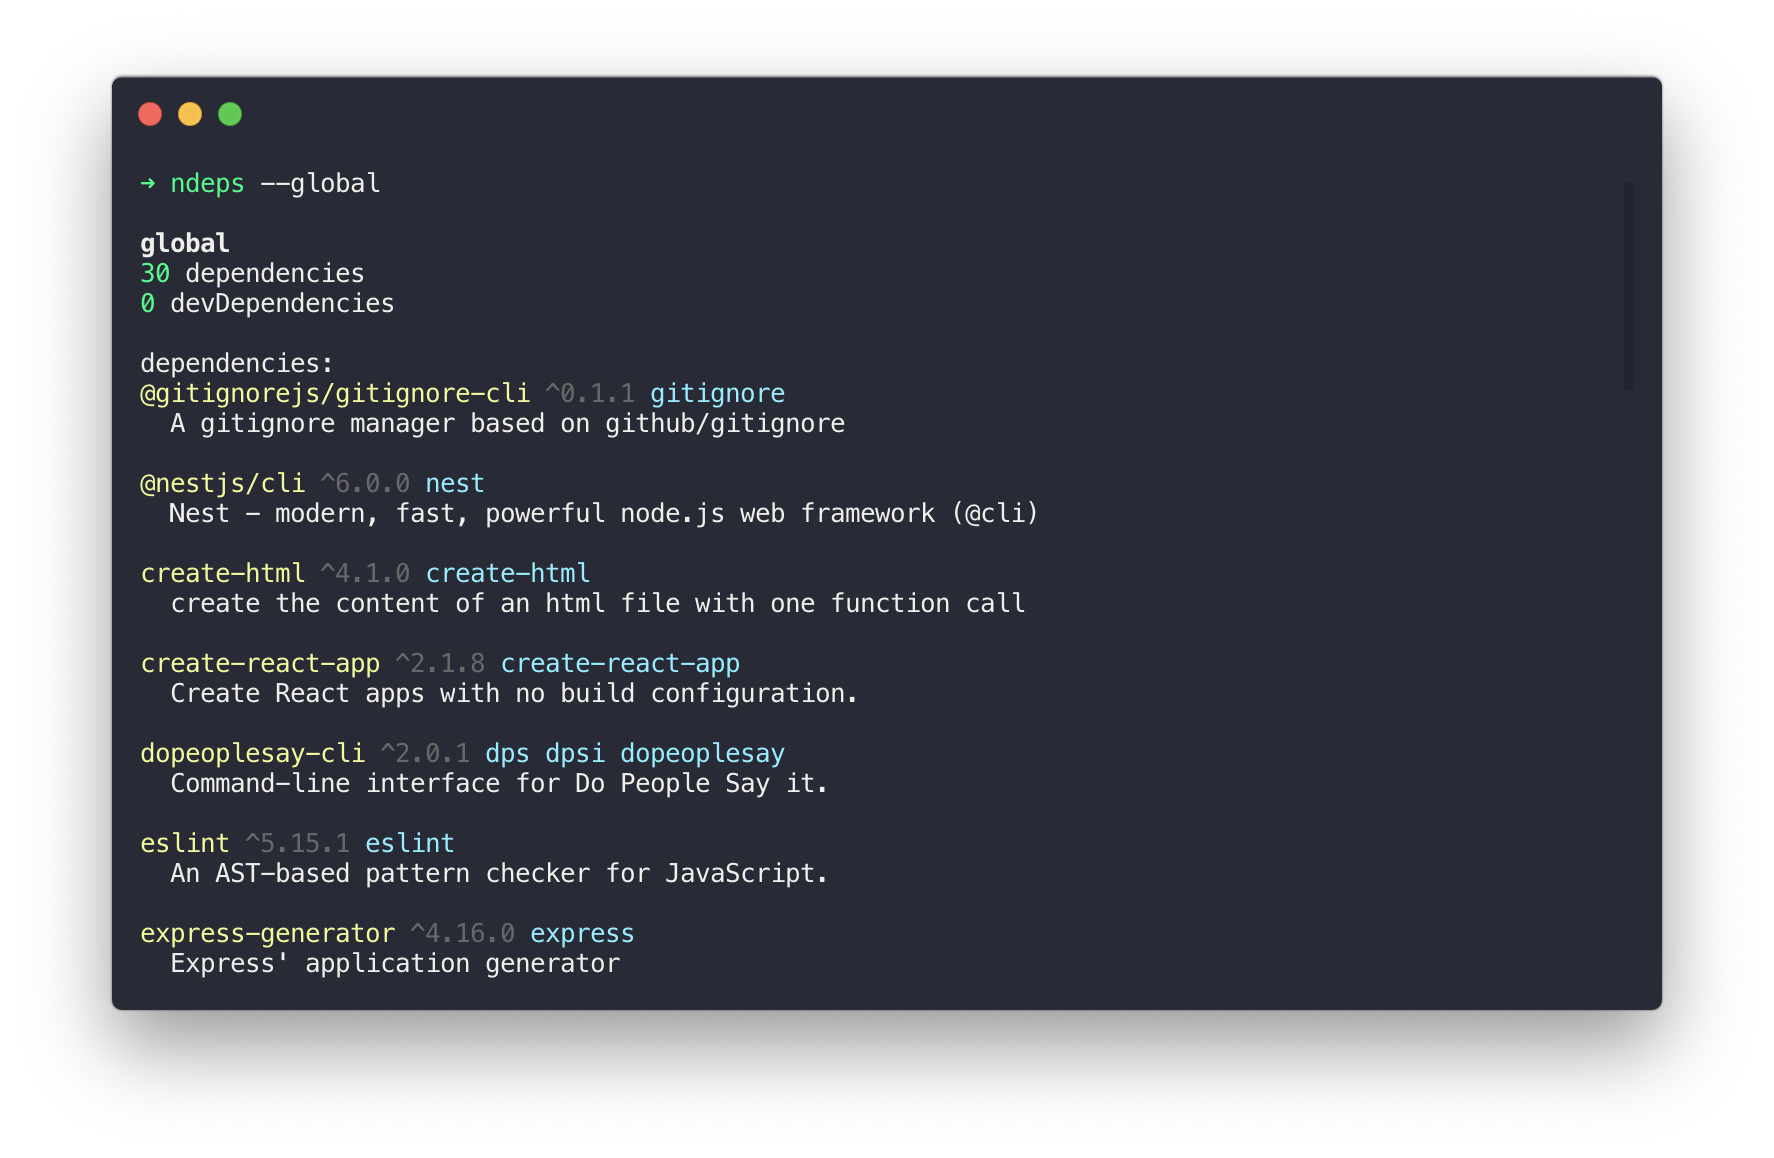 ➜ ndeps --global
global
30 dependencies
0 devDependencies
dependencies:
@gitignorejs/gitignore-cli ^0.1.1 gitignore
A gitignore manager based on github/gitignore
@nestjs/cli ^6.0.0 nest
Nest - modern, fast, powerful node.js web framework (@cli)
create-html ^4.1.0 create-html
create the content of an html file with one function call
create-react-app ^2.1.8 create-react-app
Create React apps with no build configuration.
dopeoplesay-cli ^2.0.1 dps dpsi dopeoplesay
Command-line interface for Do People Say it.
eslint ^5.15.1 eslint
An AST-based pattern checker for JavaScript.
express-generator ^4.16.0 express
Express' application generator